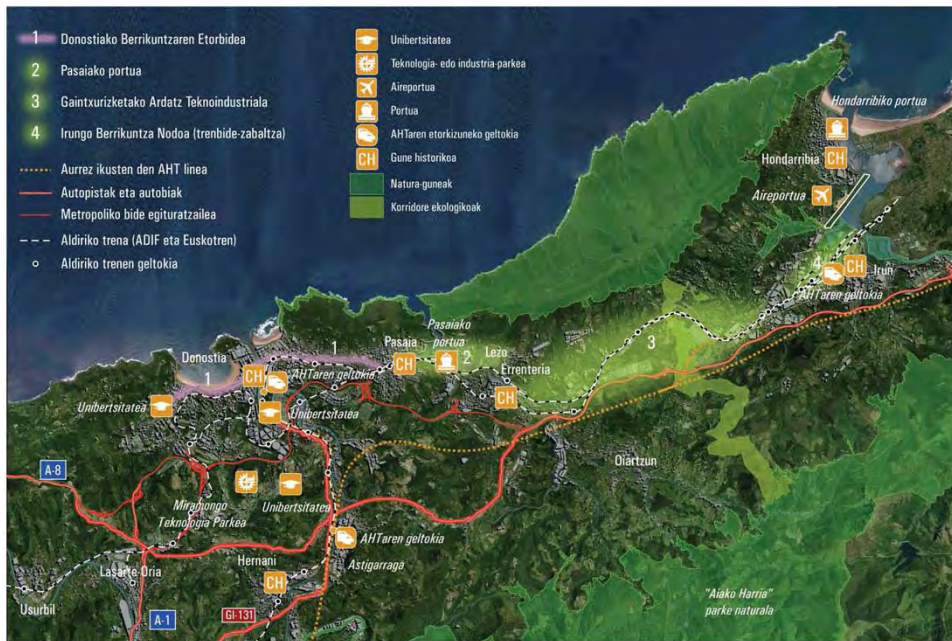 1 Donostiako Berrikuntzaren Etorbidea
2 Pasaiako portua
3 Gaintxurizketako Ardatz Teknoindustriala
4 Irungo Berrikuntza Nodoa (trenbide-zabaltza)
Aurrez ikusten den AHT linea
Autopistak eta autobiak
Metropoliko bide egituratzailea
Aldiriko trena (ADIF eta Euskotren)
Aldiriko trenen geltokia
Unibertsitatea
Teknologia- edo industria-parkea
Aireportua
Portua
AHTaren etorkizuneko geltokia
CH Gune historikoa
Natura-guneak
Korridore ekologikoak
Hondarribiko portua
Hondarribia
CH
Aireportua
4
CH
Irun
AHTaren geltokia
3
Pasaiako
portua
Pasaia
CH
2
Lezo
Errenteria
CH
1
Donostia
1
CH
AHTaren geltokia
Unibertsitatea
Unibertsitatea
Oiartzun
A-8
Miramongo
Teknologia Parkea
Unibertsitatea
AHTaren geltokia
Astigarraga
Hernani
CH
Lasarte-Oria
Usurbil
A-1
GI-131
"Aiako Harria"
parke naturala